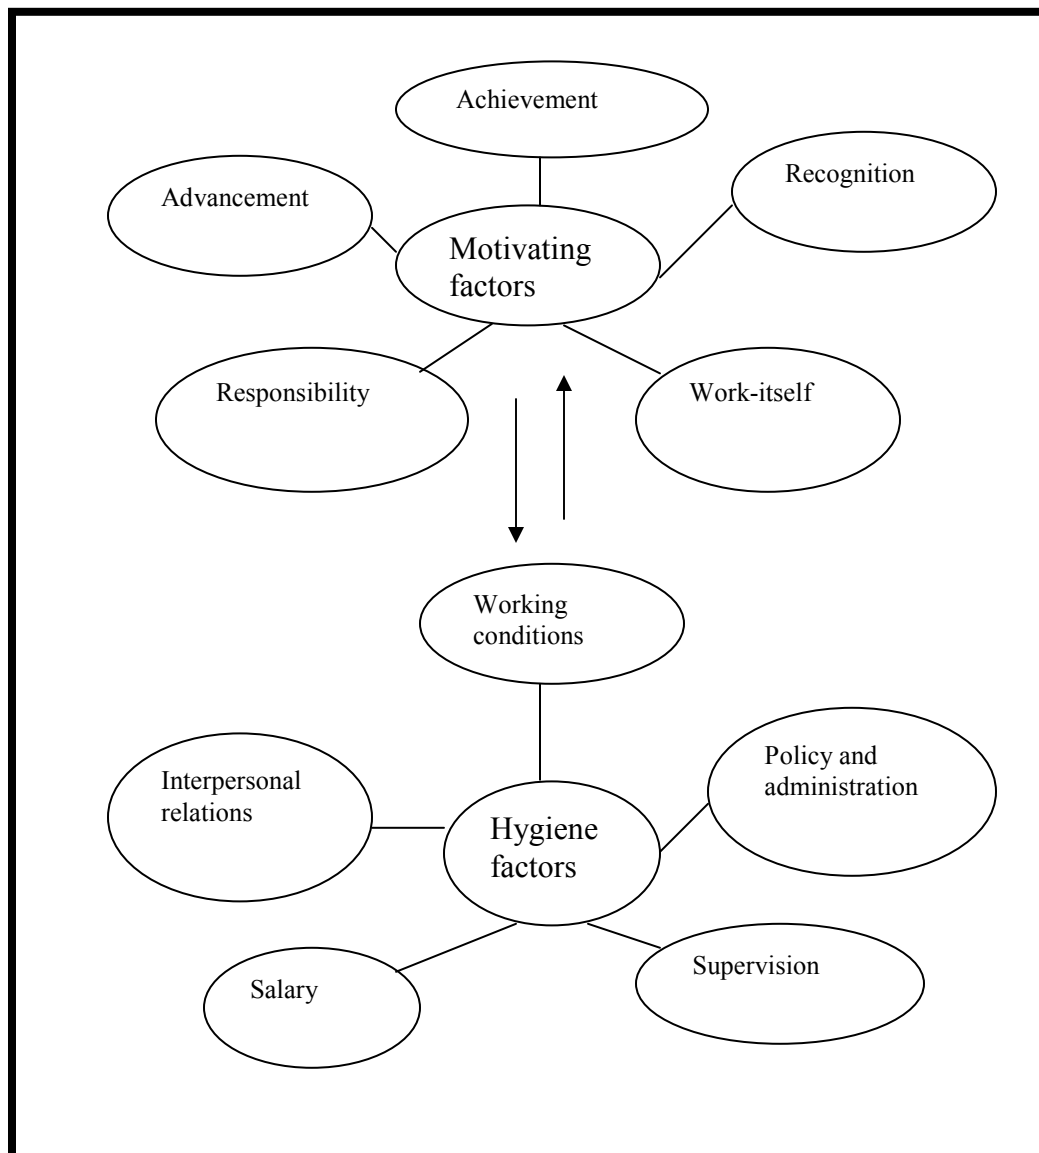 Achievement
Recognition
Advancement
Motivating
factors
Responsibility
Work-itself
Working
conditions
Policy and
administration
Interpersonal
relations
Hygiene
factors
Supervision
Salary